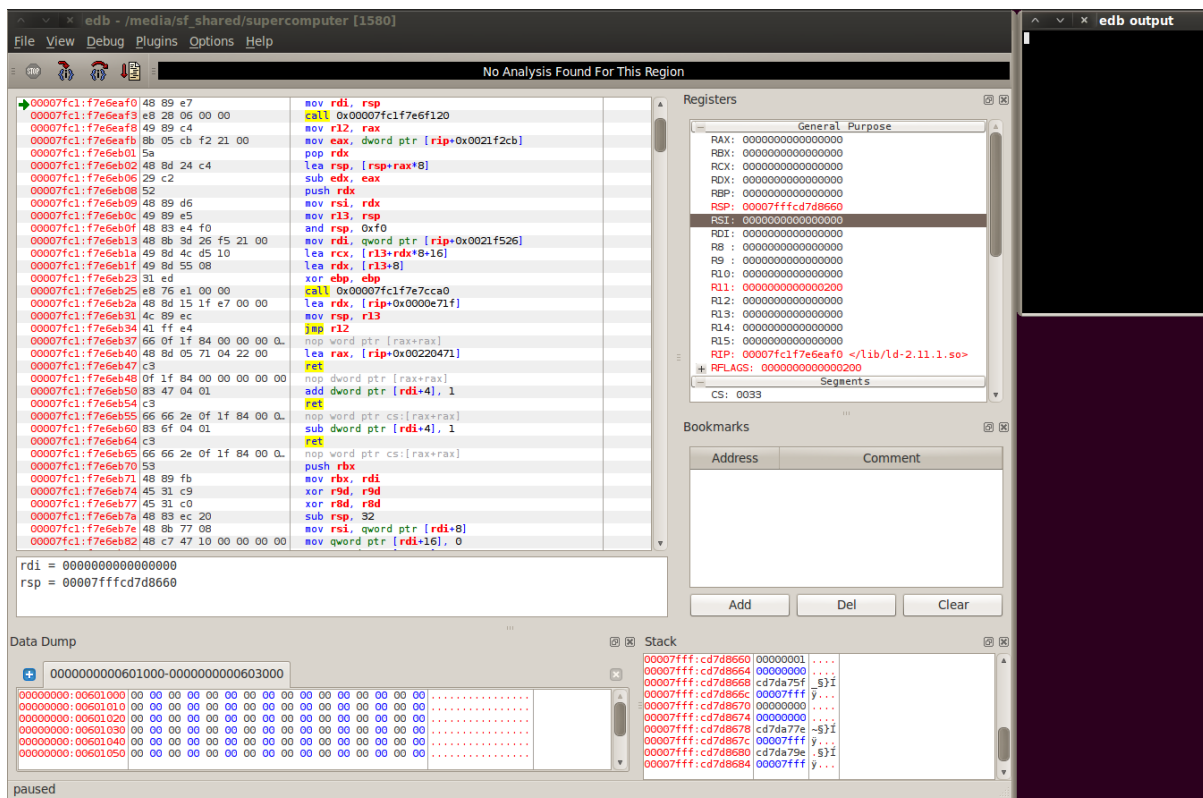 edb - /media/sf_shared/supercomputer [1580]
edb output
File View Debug Plugins Options Help
STOP
No Analysis Found For This Region
00007fc1:f7e6eaf0 48 89 e7 mov rdi, rsp
00007fc1:f7e6eaf3 e8 28 06 00 00 call 0x00007fc1f7e6f120
00007fc1:f7e6eaf8 49 89 c4 mov r12, rax
00007fc1:f7e6eafb 8b 05 cb f2 21 00 mov eax, dword ptr [rip+0x0021f2cb]
00007fc1:f7e6eb01 5a pop rdx
00007fc1:f7e6eb02 48 8d 24 c4 lea rsp, [rsp+rax*8]
00007fc1:f7e6eb06 29 c2 sub edx, eax
00007fc1:f7e6eb08 52 push rdx
00007fc1:f7e6eb09 48 89 d6 mov rsi, rdx
00007fc1:f7e6eb0c 49 89 e5 mov r13, rsp
00007fc1:f7e6eb0f 48 83 e4 f0 and rsp, 0xf0
00007fc1:f7e6eb13 48 8b 3d 26 f5 21 00 mov rdi, qword ptr [rip+0x0021f526]
00007fc1:f7e6eb1a 49 8d 4c d5 10 lea rcx, [r13+rdx*8+16]
00007fc1:f7e6eb1f 49 8d 55 08 lea rdx, [r13+8]
00007fc1:f7e6eb23 31 ed xor ebp, ebp
00007fc1:f7e6eb25 e8 76 e1 00 00 call 0x00007fc1f7e7cca0
00007fc1:f7e6eb2a 48 8d 15 1f e7 00 00 lea rdx, [rip+0x0000e71f]
00007fc1:f7e6eb31 4c 89 ec mov rsp, r13
00007fc1:f7e6eb34 41 ff e4 jmp r12
00007fc1:f7e6eb37 66 0f 1f 84 00 00 00 0… nop word ptr [rax+rax]
00007fc1:f7e6eb40 48 8d 05 71 04 22 00 lea rax, [rip+0x00220471]
00007fc1:f7e6eb47 c3 ret
00007fc1:f7e6eb48 0f 1f 84 00 00 00 00 00 nop dword ptr [rax+rax]
00007fc1:f7e6eb50 83 47 04 01 add dword ptr [rdi+4], 1
00007fc1:f7e6eb54 c3 ret
00007fc1:f7e6eb55 66 66 2e 0f 1f 84 00 0… nop word ptr cs:[rax+rax]
00007fc1:f7e6eb60 83 6f 04 01 sub dword ptr [rdi+4], 1
00007fc1:f7e6eb64 c3 ret
00007fc1:f7e6eb65 66 66 2e 0f 1f 84 00 0… nop word ptr cs:[rax+rax]
00007fc1:f7e6eb70 53 push rbx
00007fc1:f7e6eb71 48 89 fb mov rbx, rdi
00007fc1:f7e6eb74 45 31 c9 xor r9d, r9d
00007fc1:f7e6eb77 45 31 c0 xor r8d, r8d
00007fc1:f7e6eb7a 48 83 ec 20 sub rsp, 32
00007fc1:f7e6eb7e 48 8b 77 08 mov rsi, qword ptr [rdi+8]
00007fc1:f7e6eb82 48 c7 47 10 00 00 00 00 mov qword ptr [rdi+16], 0
rdi = 0000000000000000
rsp = 00007fffcd7d8660
Registers
General Purpose
RAX: 0000000000000000
RBX: 0000000000000000
RCX: 0000000000000000
RDX: 0000000000000000
RBP: 0000000000000000
RSP: 00007fffcd7d8660
RSI: 0000000000000000
RDI: 0000000000000000
R8 : 0000000000000000
R9 : 0000000000000000
R10: 0000000000000000
R11: 0000000000000200
R12: 0000000000000000
R13: 0000000000000000
R14: 0000000000000000
R15: 0000000000000000
RIP: 00007fc1f7e6eaf0 </lib/ld-2.11.1.so>
RFLAGS: 0000000000000200
Segments
CS: 0033
Bookmarks
Address Comment
Add Del Clear
Data Dump
0000000000601000-0000000000603000
00000000:00601000 00 00 00 00 00 00 00 00 00 00 00 00 00 00 00 00 ................
00000000:00601010 00 00 00 00 00 00 00 00 00 00 00 00 00 00 00 00 ................
00000000:00601020 00 00 00 00 00 00 00 00 00 00 00 00 00 00 00 00 ................
00000000:00601030 00 00 00 00 00 00 00 00 00 00 00 00 00 00 00 00 ................
00000000:00601040 00 00 00 00 00 00 00 00 00 00 00 00 00 00 00 00 ................
00000000:00601050 00 00 00 00 00 00 00 00 00 00 00 00 00 00 00 00 ................
Stack
00007fff:cd7d8660 00000001 ....
00007fff:cd7d8664 00000000 ....
00007fff:cd7d8668 cd7da75f _§}Í
00007fff:cd7d866c 00007fff ÿ...
00007fff:cd7d8670 00000000 ....
00007fff:cd7d8674 00000000 ....
00007fff:cd7d8678 cd7da77e ~§}Í
00007fff:cd7d867c 00007fff ÿ...
00007fff:cd7d8680 cd7da79e .§}Í
00007fff:cd7d8684 00007fff ÿ...
paused